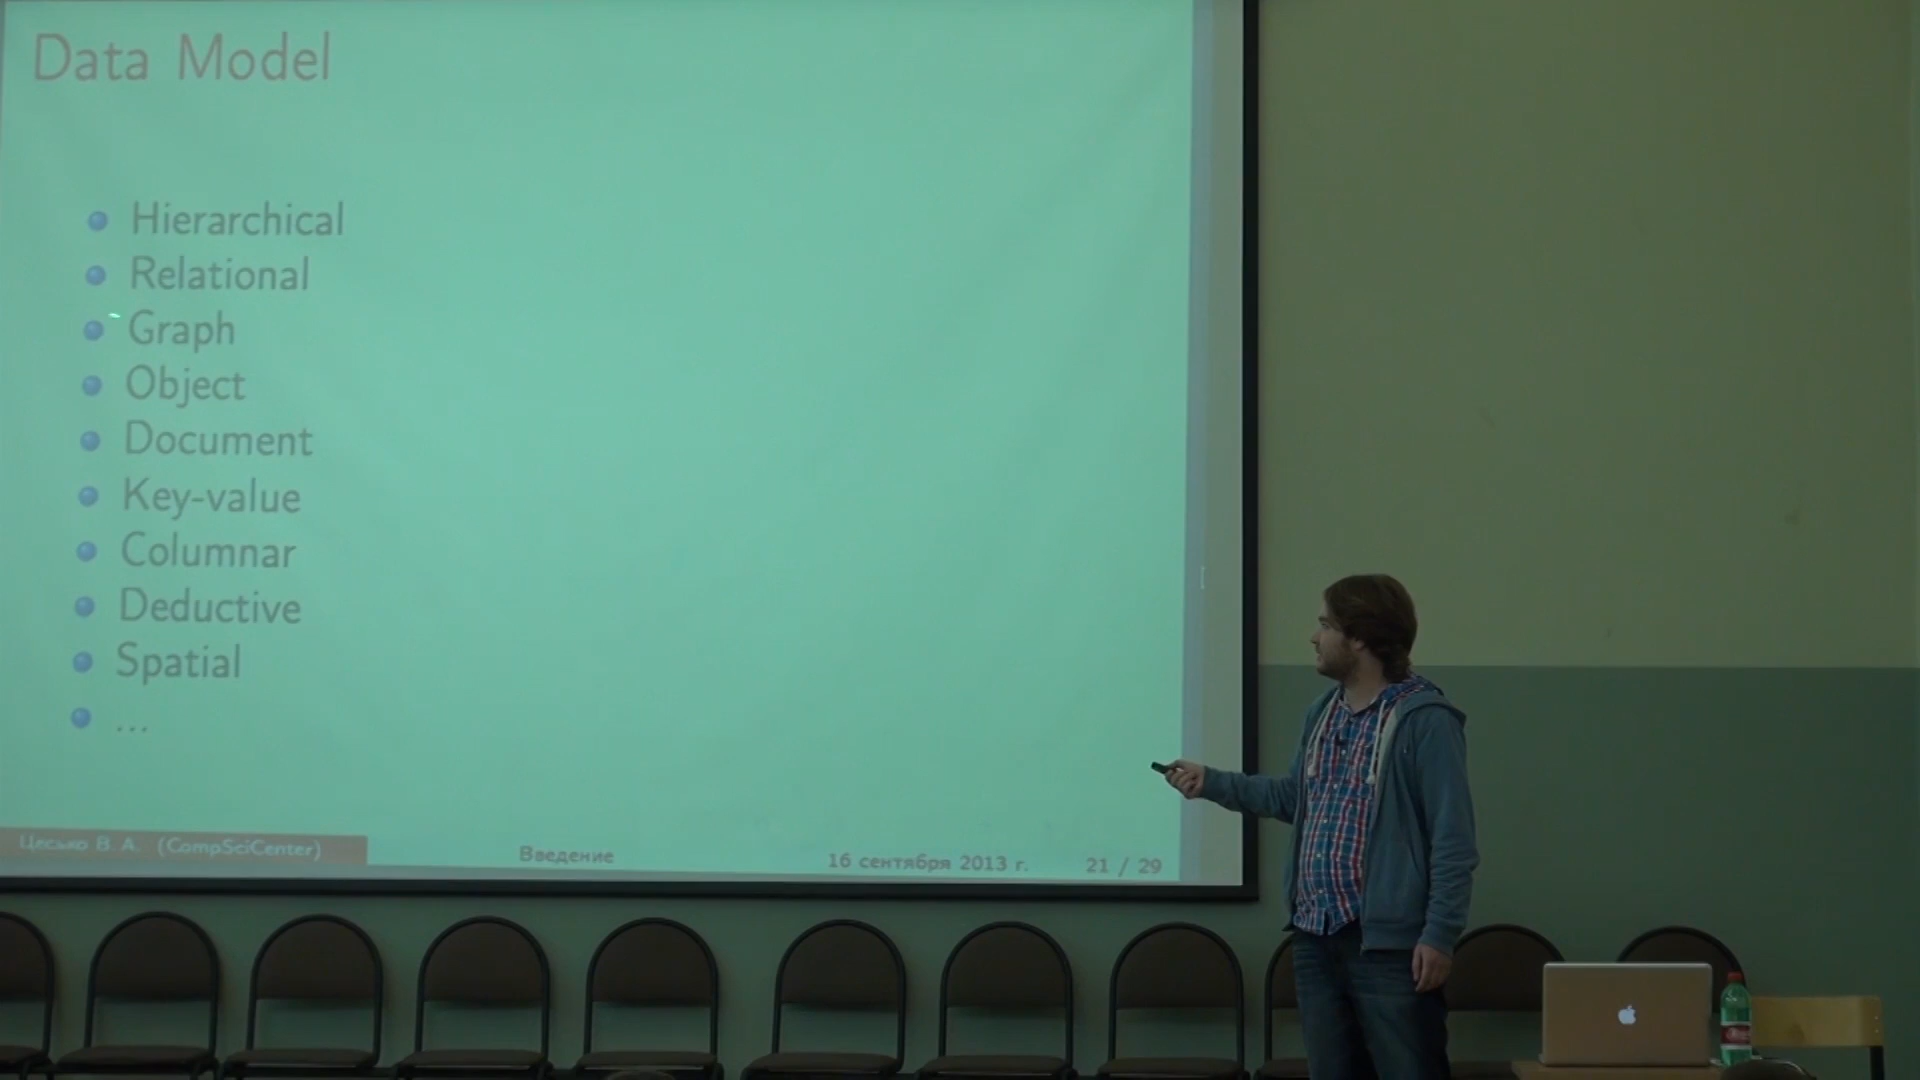 Data Model
Hierarchical
Relational
Graph
Object
Document
Key-value
Columnar
Deductive
Spatial
...
Цесько В. А. (CompSciCenter)
Введение
16 сентября 2013 г.
21 / 29